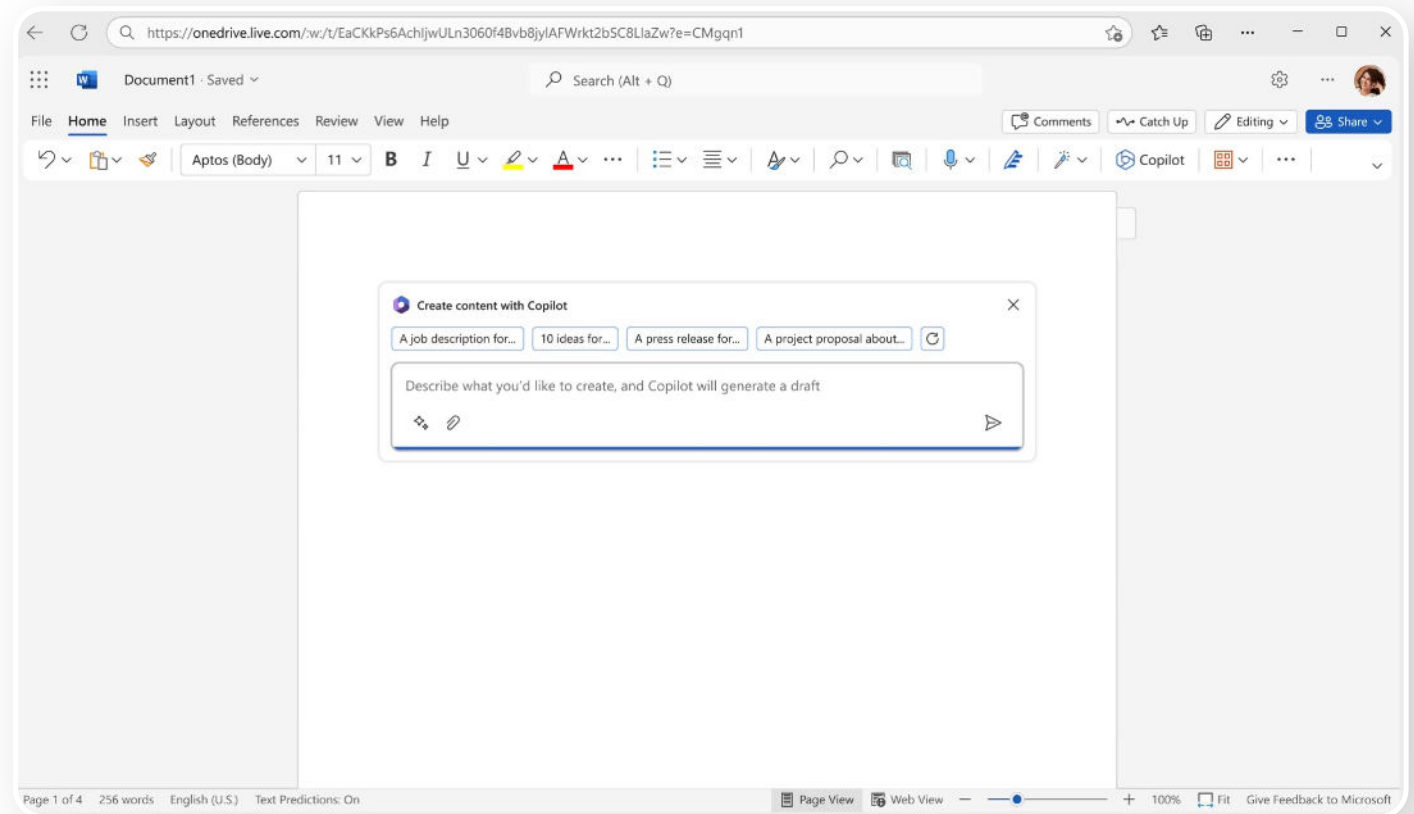 https://onedrive.live.com/:w:/t/EaCKkPs6AchIjwULn3060f4Bvb8jylAFWrkt2bSC8LIaZw?e=CMgqn1
W Document1 · Saved Search (Alt + Q)
File Home Insert Layout References Review View Help Comments Catch Up Editing Share
Aptos (Body) 11 B I U A A Copilot
Create content with Copilot
A job description for... 10 ideas for... A press release for... A project proposal about...
Describe what you'd like to create, and Copilot will generate a draft
Page 1 of 4 256 words English (U.S.) Text Predictions: On Page View Web View 100% Fit Give Feedback to Microsoft